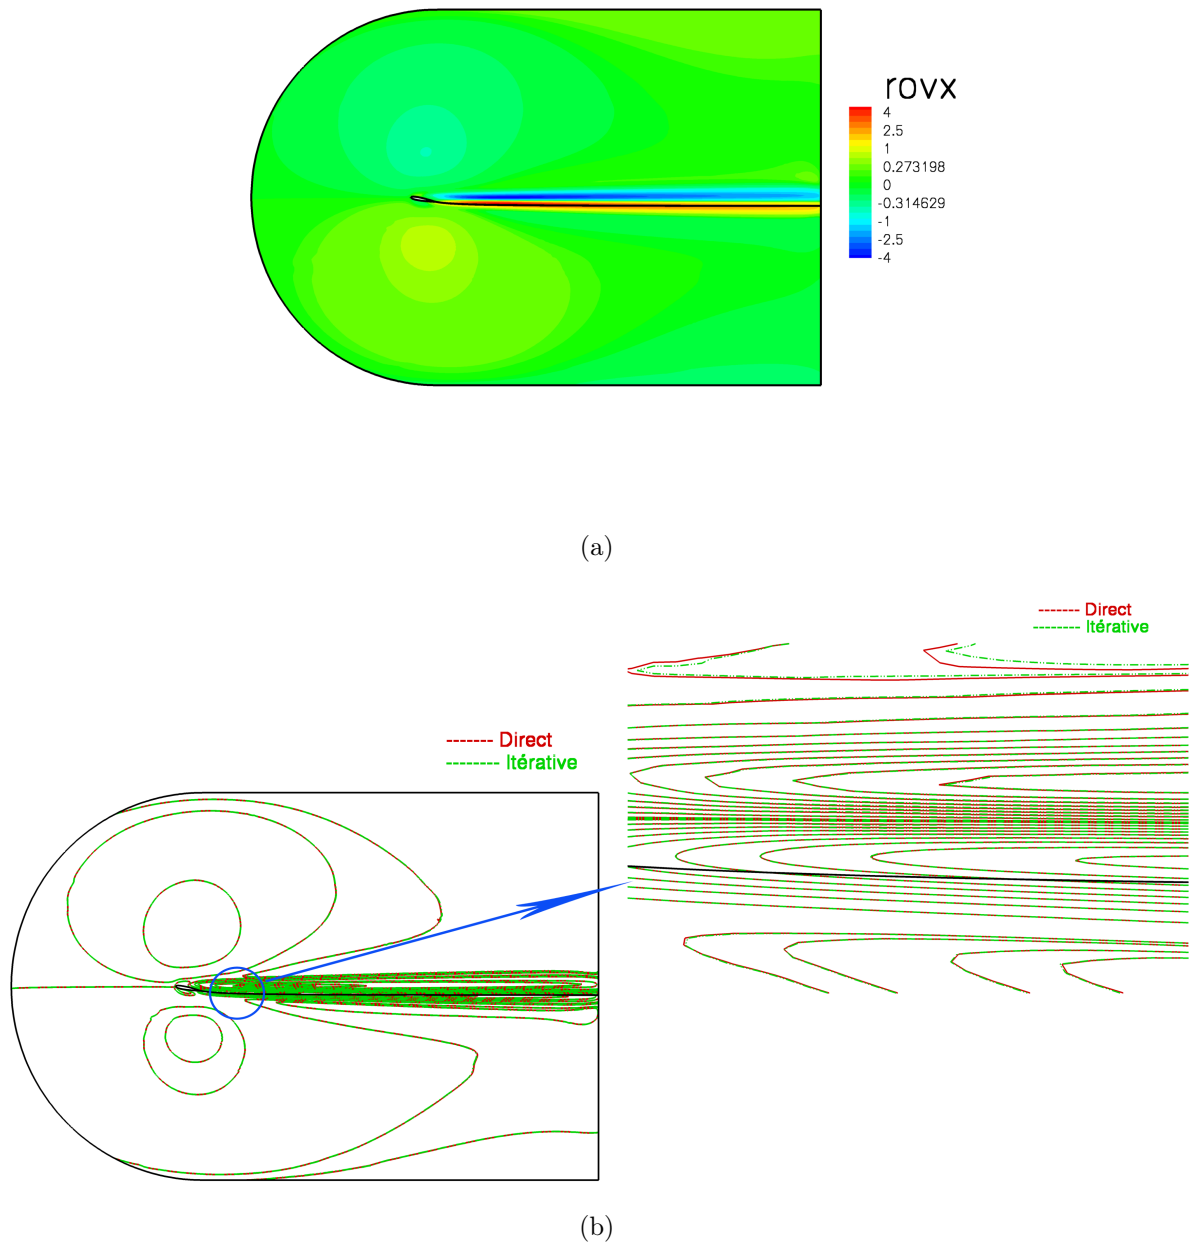 rovx
4
2.5
1
0.273198
0
-0.314629
-1
-2.5
-4
(a)
Direct
Itérative
Direct
Itérative
(b)